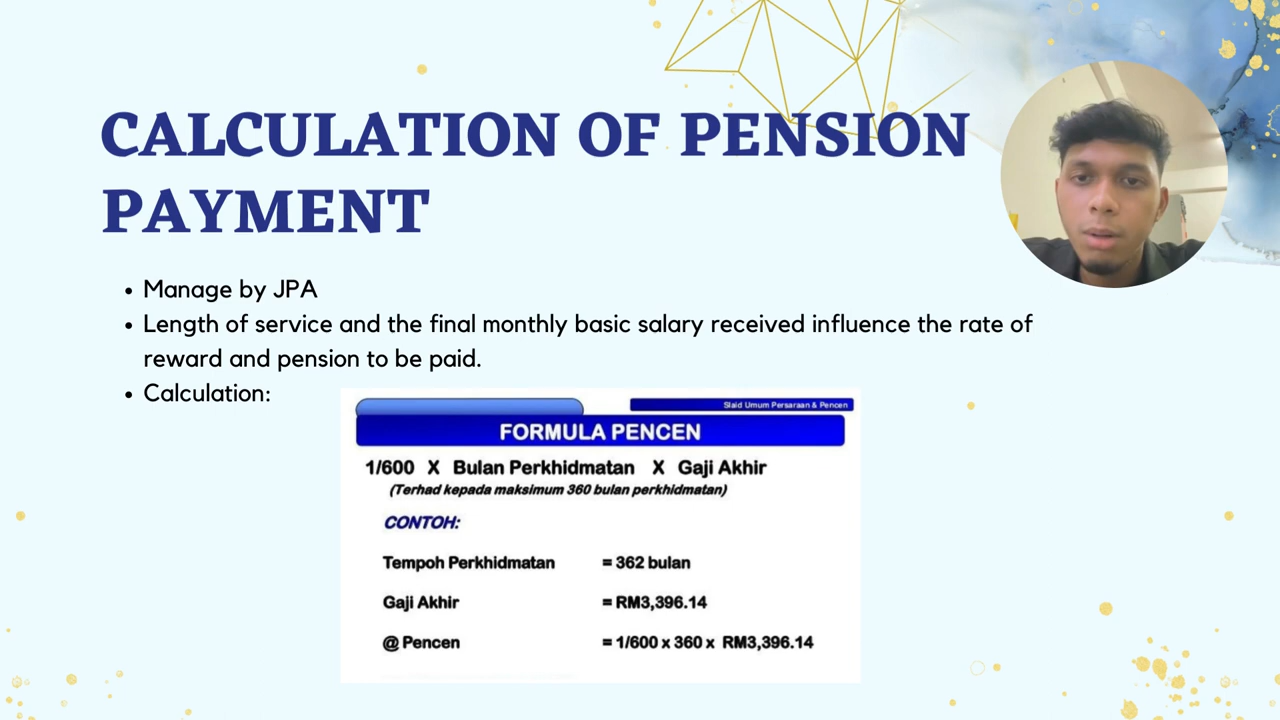 CALCULATION OF PENSION
PAYMENT
• Manage by JPA
• Length of service and the final monthly basic salary received influence the rate of
reward and pension to be paid.
• Calculation:
Slaid Umum Persaraan & Pencen
FORMULA PENCEN
1/600 X Bulan Perkhidmatan X Gaji Akhir
(Terhad kepada maksimum 360 bulan perkhidmatan)
CONTOH:
Tempoh Perkhidmatan = 362 bulan
Gaji Akhir = RM3,396.14
@ Pencen = 1/600 x 360 x RM3,396.14